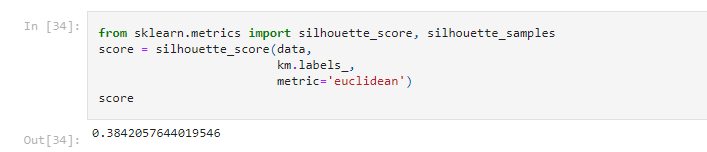 In [34]:
from sklearn.metrics import silhouette_score, silhouette_samples
score = silhouette_score(data,
                         km.labels_,
                         metric='euclidean')
score
Out[34]:
0.3842057644019546